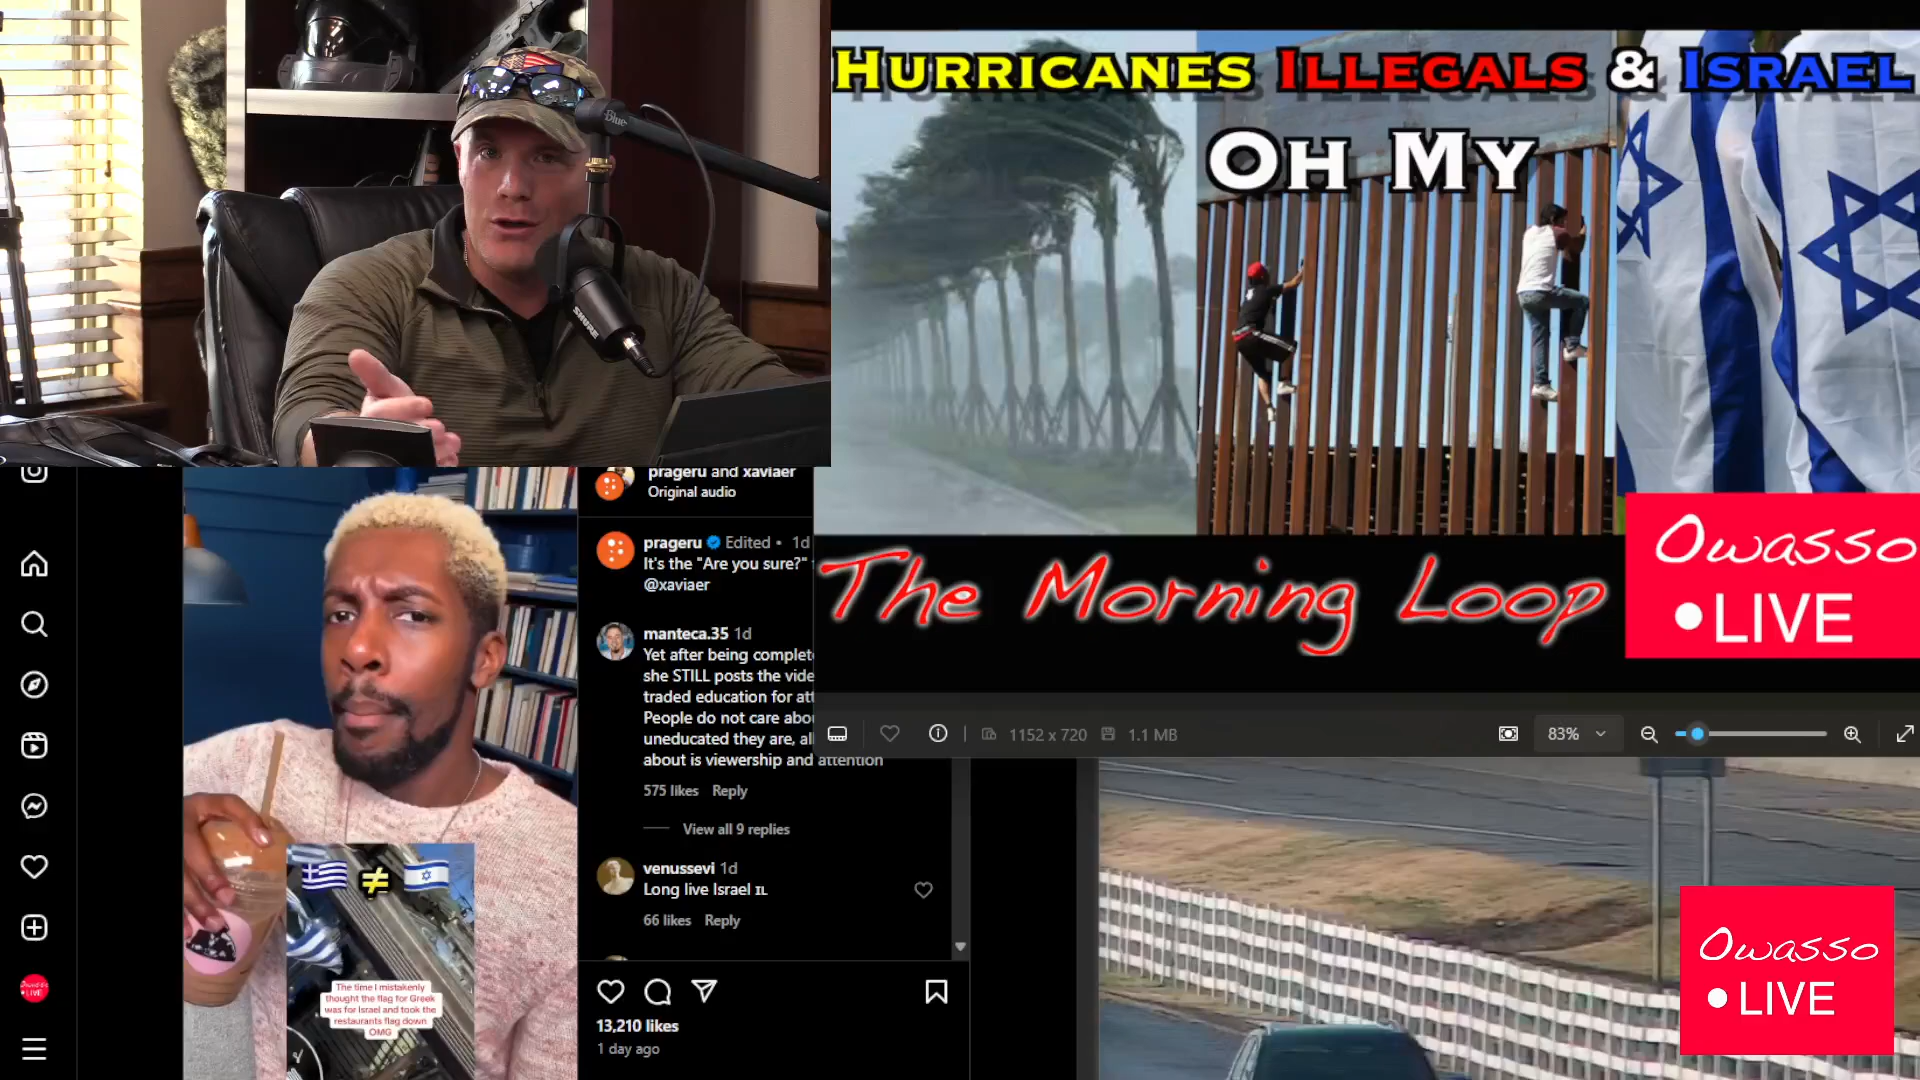 Blue
SHURE
HURRICANES ILLEGALS & ISRAEL
OH MY
The Morning Loop
Owasso
LIVE
1152 x 720
1.1 MB
83%
prageru and xaviaer
Original audio
prageru Edited • 1d
It's the "Are you sure?"
@xaviaer
manteca.35 1d
Yet after being
she STILL posts the
traded education for
People do not care
uneducated they are,
about is viewership and attention
575 likes Reply
View all 9 replies
venussevi 1d
Long live Israel IL
66 likes Reply
13,210 likes
1 day ago
The time I mistakenly
thought the flag for Greek
was for Israel and took the
restaurants flag down
OMG
Owasso
LIVE
Owasso
LIVE